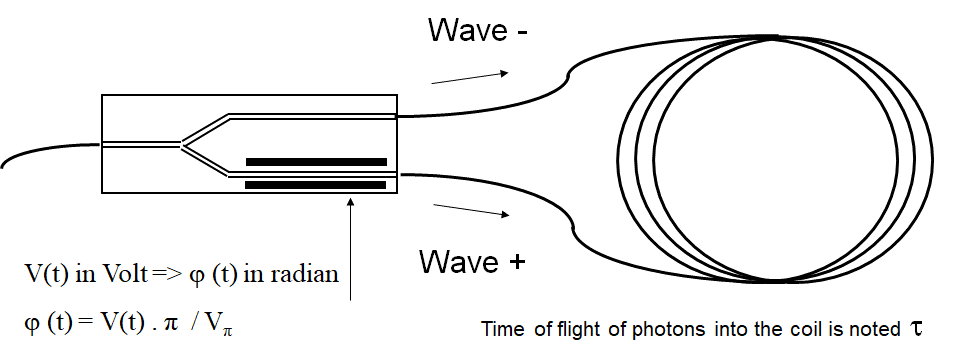 Wave -
Wave +
V(t) in Volt => φ (t) in radian
φ (t) = V(t) . π / Vπ
Time of flight of photons into the coil is noted τ